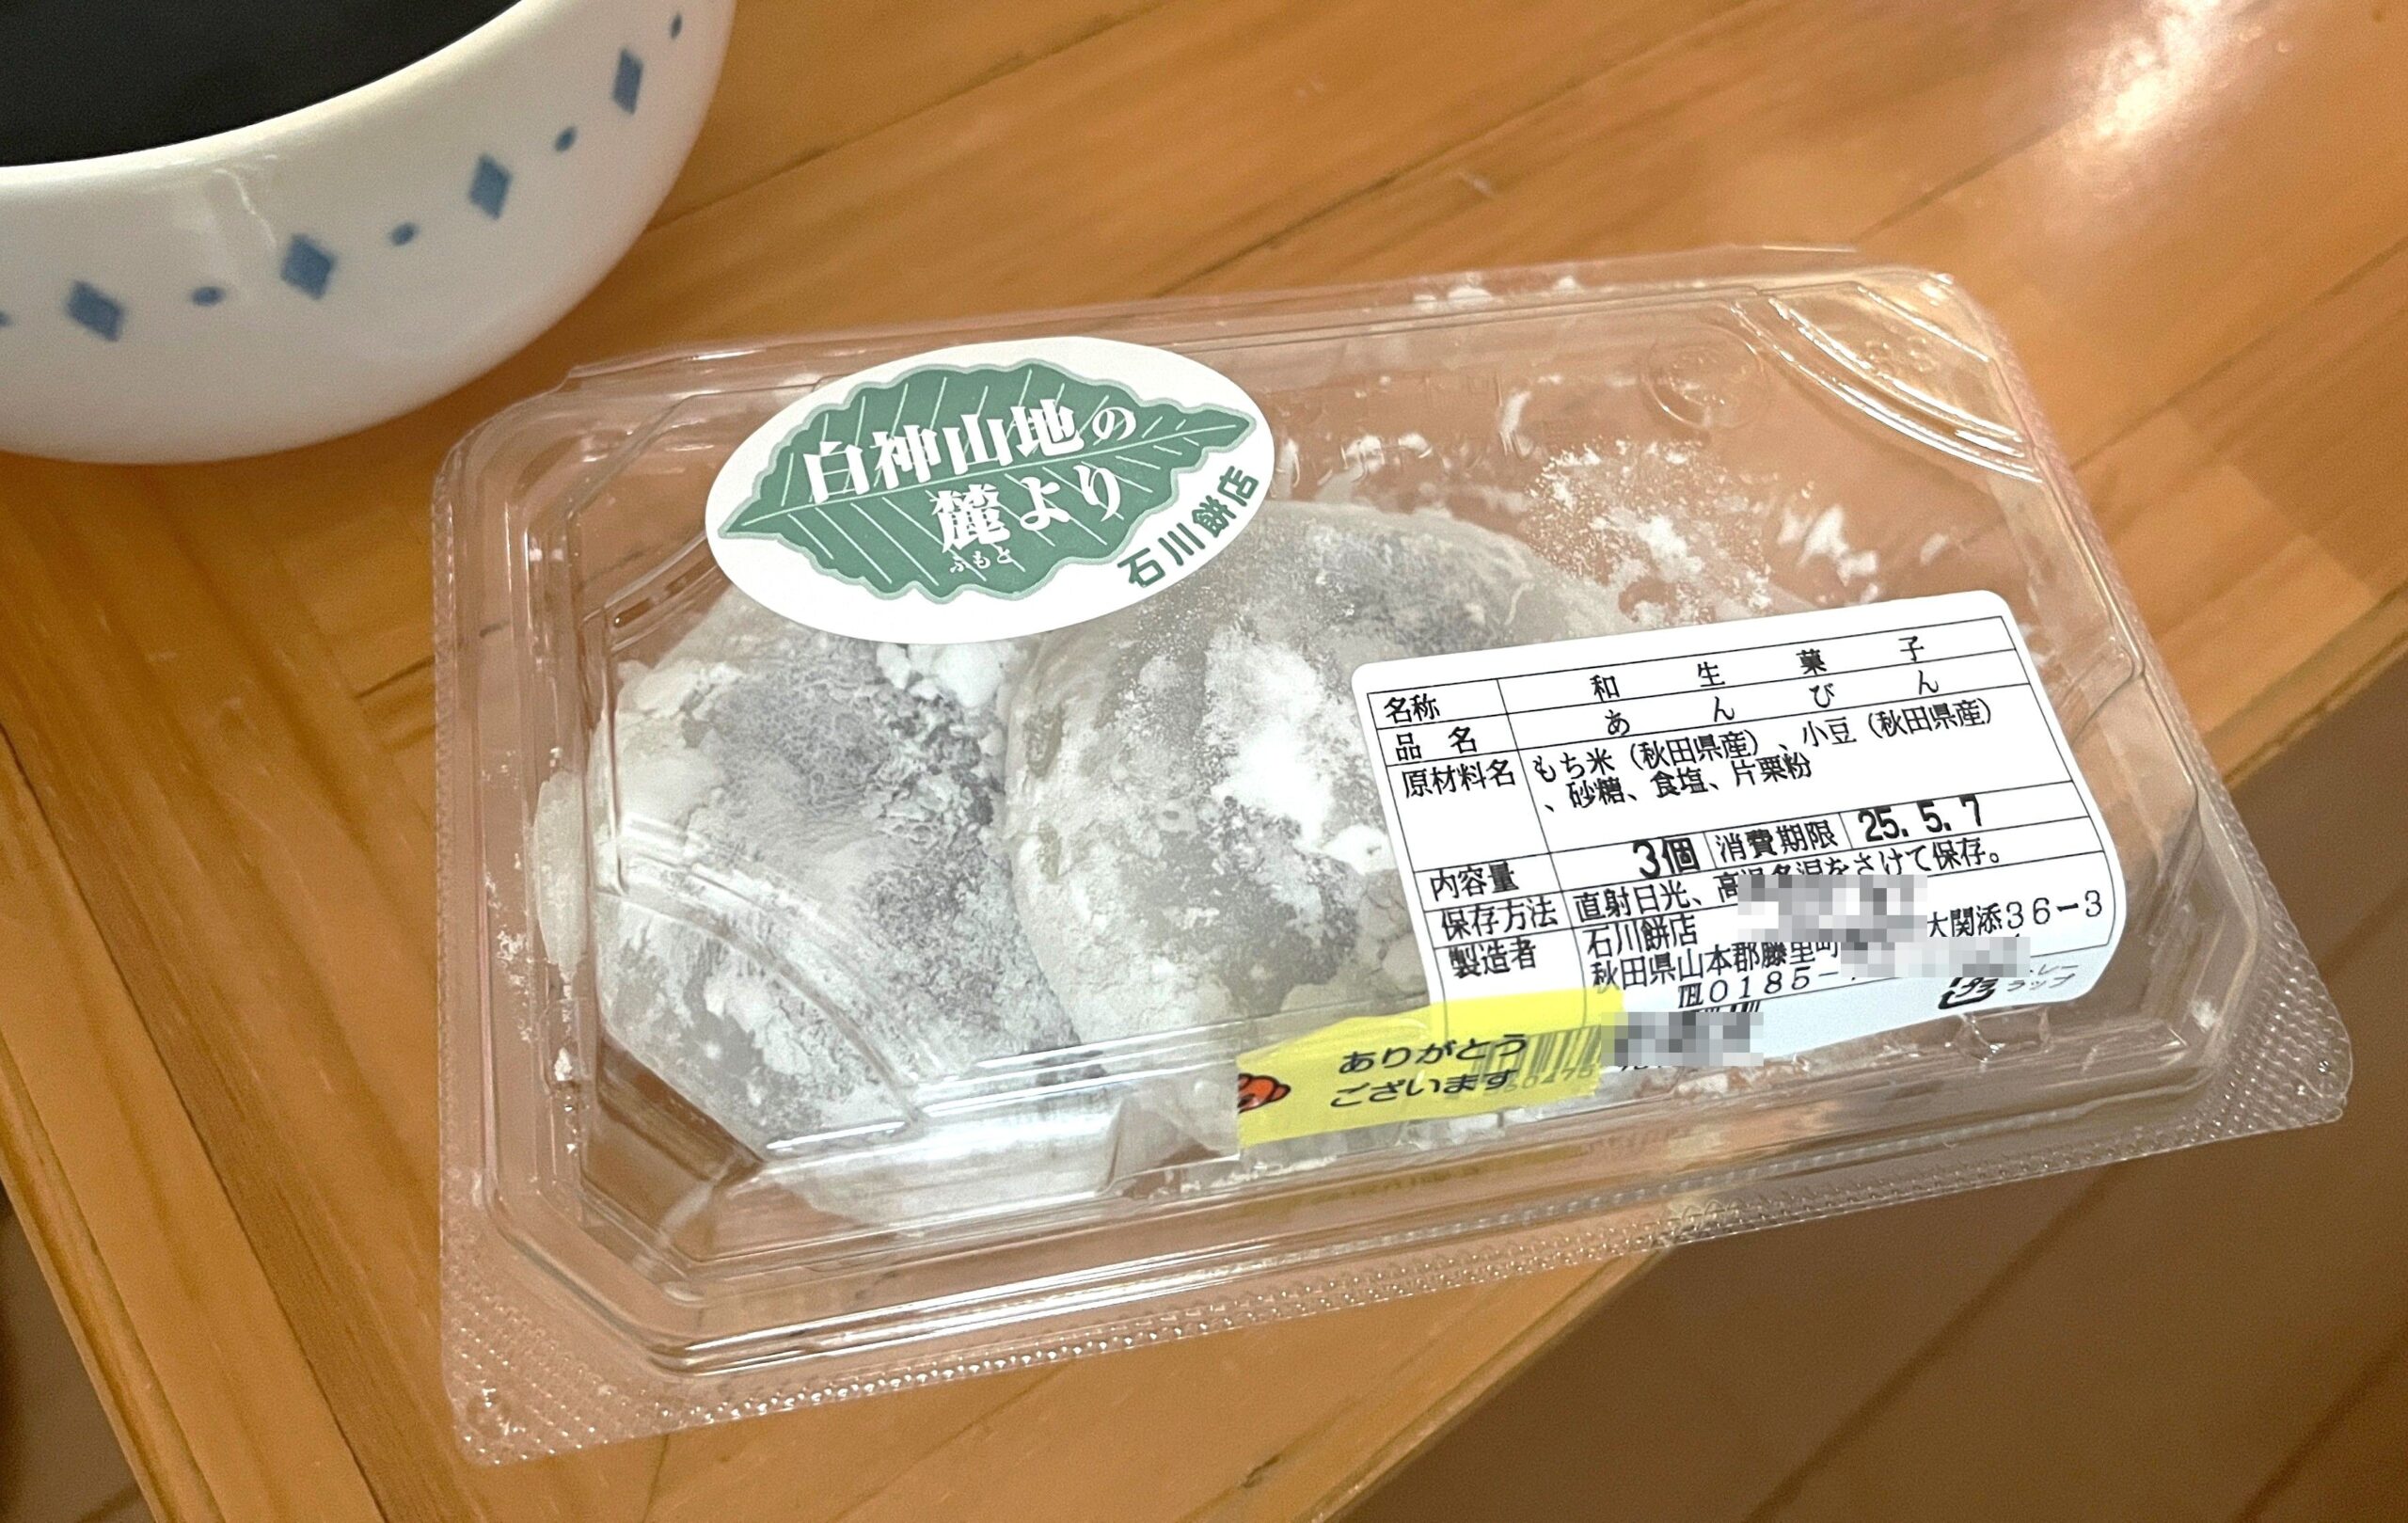 白神山地の
麓より
ふもと
石川餅店
名称 和生菓子
品名 あんびん
原材料名 もち米（秋田県産）、小豆（秋田県産）
、砂糖、食塩、片栗粉
内容量 3個 消費期限 25.5.7
保存方法 直射日光、高温多湿をさけて保存。
製造者 石川餅店
秋田県山本郡藤里町 大関添36-3
℡0185-
ラップ
ありがとう
ございます